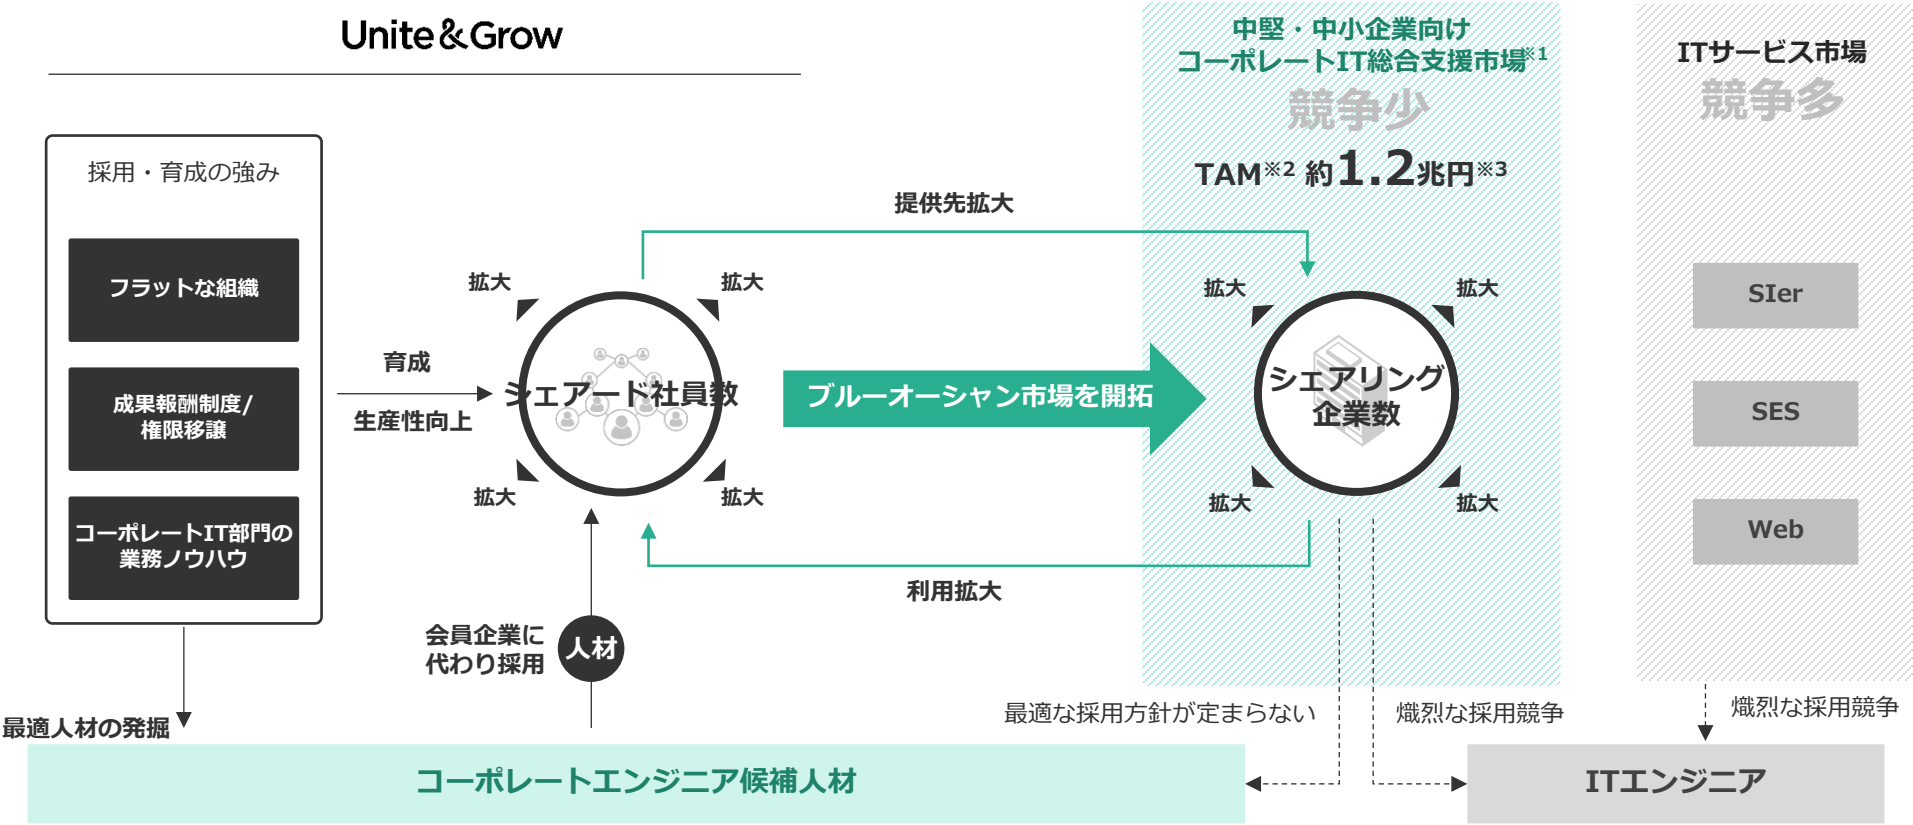 Unite&Grow
採用・育成の強み
フラットな組織
成果報酬制度/
権限移譲
コーポレートIT部門の
業務ノウハウ
最適人材の発掘
育成
生産性向上
拡大
拡大
シェアード社員数
拡大
拡大
会員企業に
代わり採用
人材
提供先拡大
ブルーオーシャン市場を開拓
利用拡大
中堅・中小企業向け
コーポレートIT総合支援市場※1
競争少
TAM※2 約1.2兆円※3
拡大
拡大
シェアリング
企業数
拡大
拡大
最適な採用方針が定まらない
熾烈な採用競争
ITサービス市場
競争多
SIer
SES
Web
熾烈な採用競争
コーポレートエンジニア候補人材
ITエンジニア